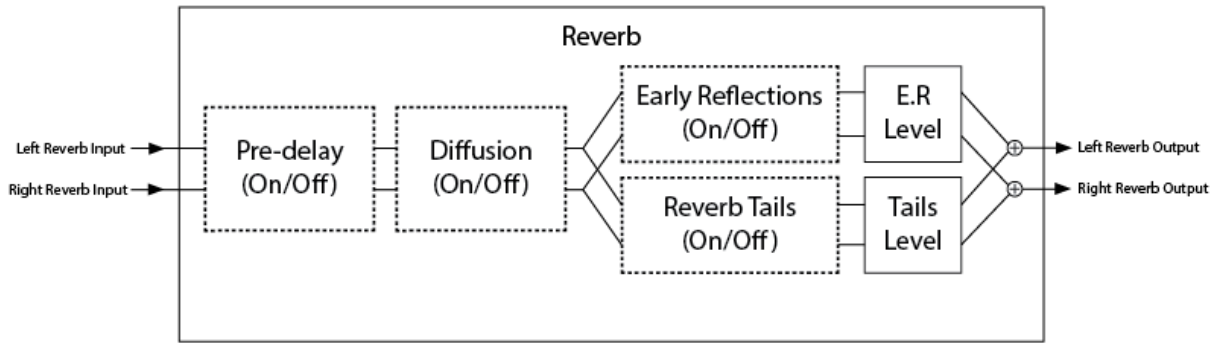 Reverb
Left Reverb Input
Right Reverb Input
Pre-delay
(On/Off)
Diffusion
(On/Off)
Early Reflections
(On/Off)
E.R
Level
Reverb Tails
(On/Off)
Tails
Level
Left Reverb Output
Right Reverb Output